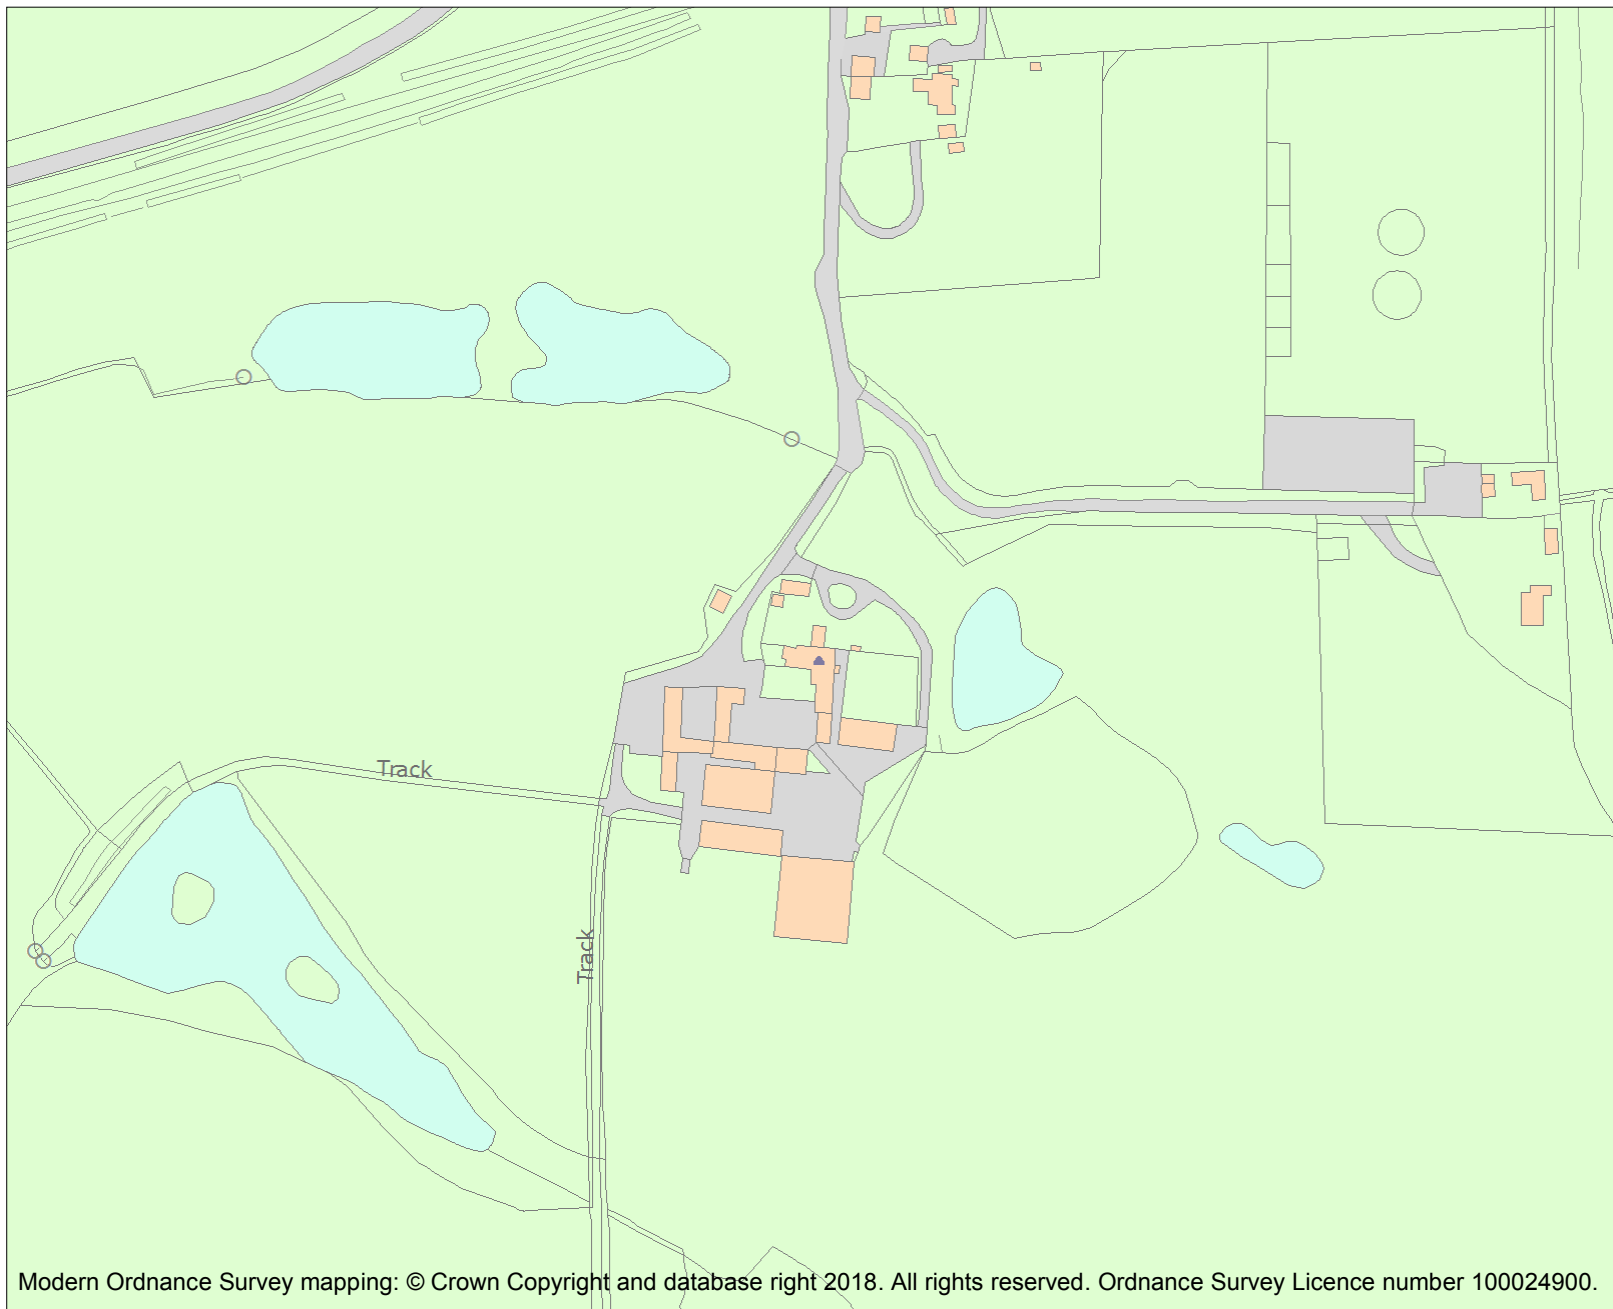 Track
Track
Modern Ordnance Survey mapping: © Crown Copyright and database right 2018. All rights reserved. Ordnance Survey Licence number 100024900.